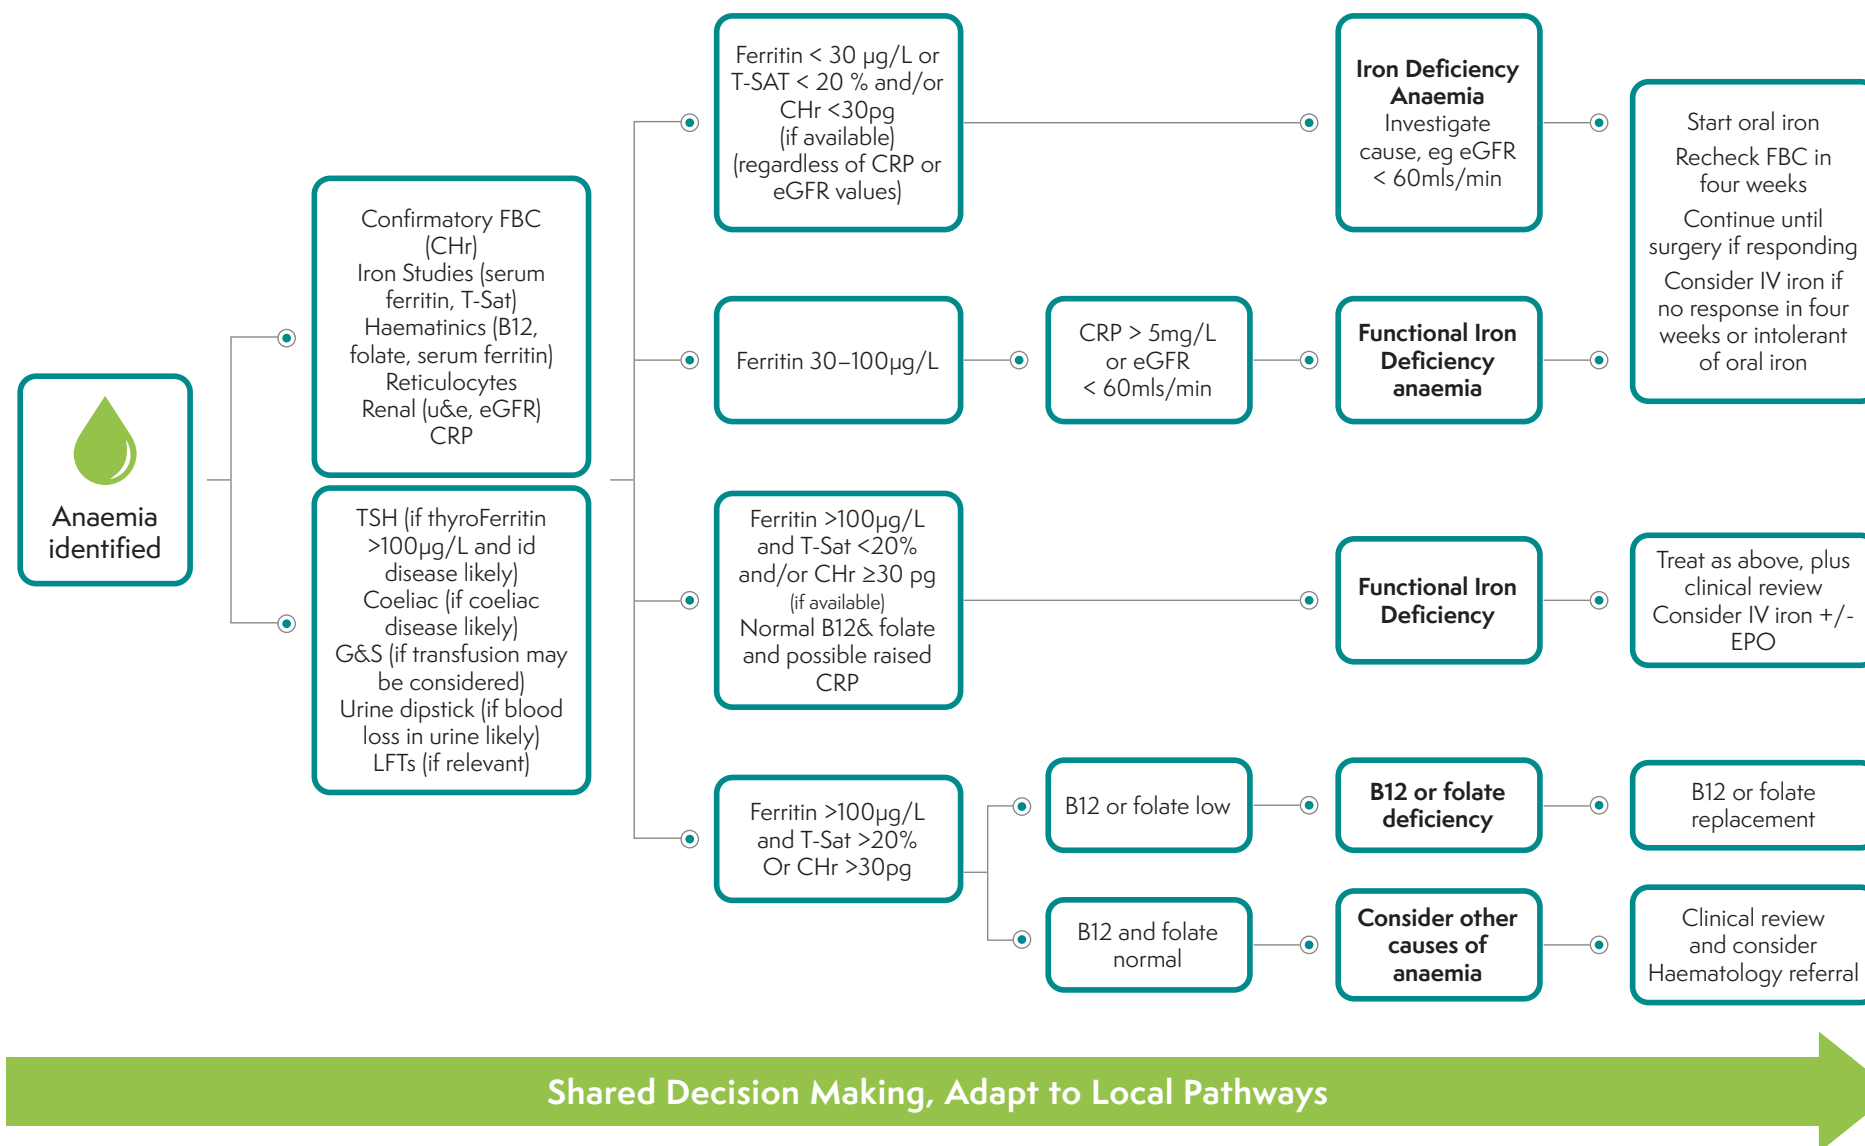 Anaemia
identified
Confirmatory FBC
(CHr)
Iron Studies (serum
ferritin, T-Sat)
Haematinics (B12,
folate, serum ferritin)
Reticulocytes
Renal (u&e, eGFR)
CRP
TSH (if thyroFerritin
>100µg/L and id
disease likely)
Coeliac (if coeliac
disease likely)
G&S (if transfusion may
be considered)
Urine dipstick (if blood
loss in urine likely)
LFTs (if relevant)
Ferritin < 30 µg/L or
T-SAT < 20 % and/or
CHr <30pg
(if available)
(regardless of CRP or
eGFR values)
Iron Deficiency
Anaemia
Investigate
cause, eg eGFR
< 60mls/min
Start oral iron
Recheck FBC in
four weeks
Continue until
surgery if responding
Consider IV iron if
no response in four
weeks or intolerant
of oral iron
Ferritin 30–100µg/L
CRP > 5mg/L
or eGFR
< 60mls/min
Functional Iron
Deficiency
anaemia
Ferritin >100µg/L
and T-Sat <20%
and/or CHr ≥30 pg
(if available)
Normal B12& folate
and possible raised
CRP
Functional Iron
Deficiency
Treat as above, plus
clinical review
Consider IV iron +/-
EPO
Ferritin >100µg/L
and T-Sat >20%
Or CHr >30pg
B12 or folate low
B12 or folate
deficiency
B12 or folate
replacement
B12 and folate
normal
Consider other
causes of
anaemia
Clinical review
and consider
Haematology referral
Shared Decision Making, Adapt to Local Pathways